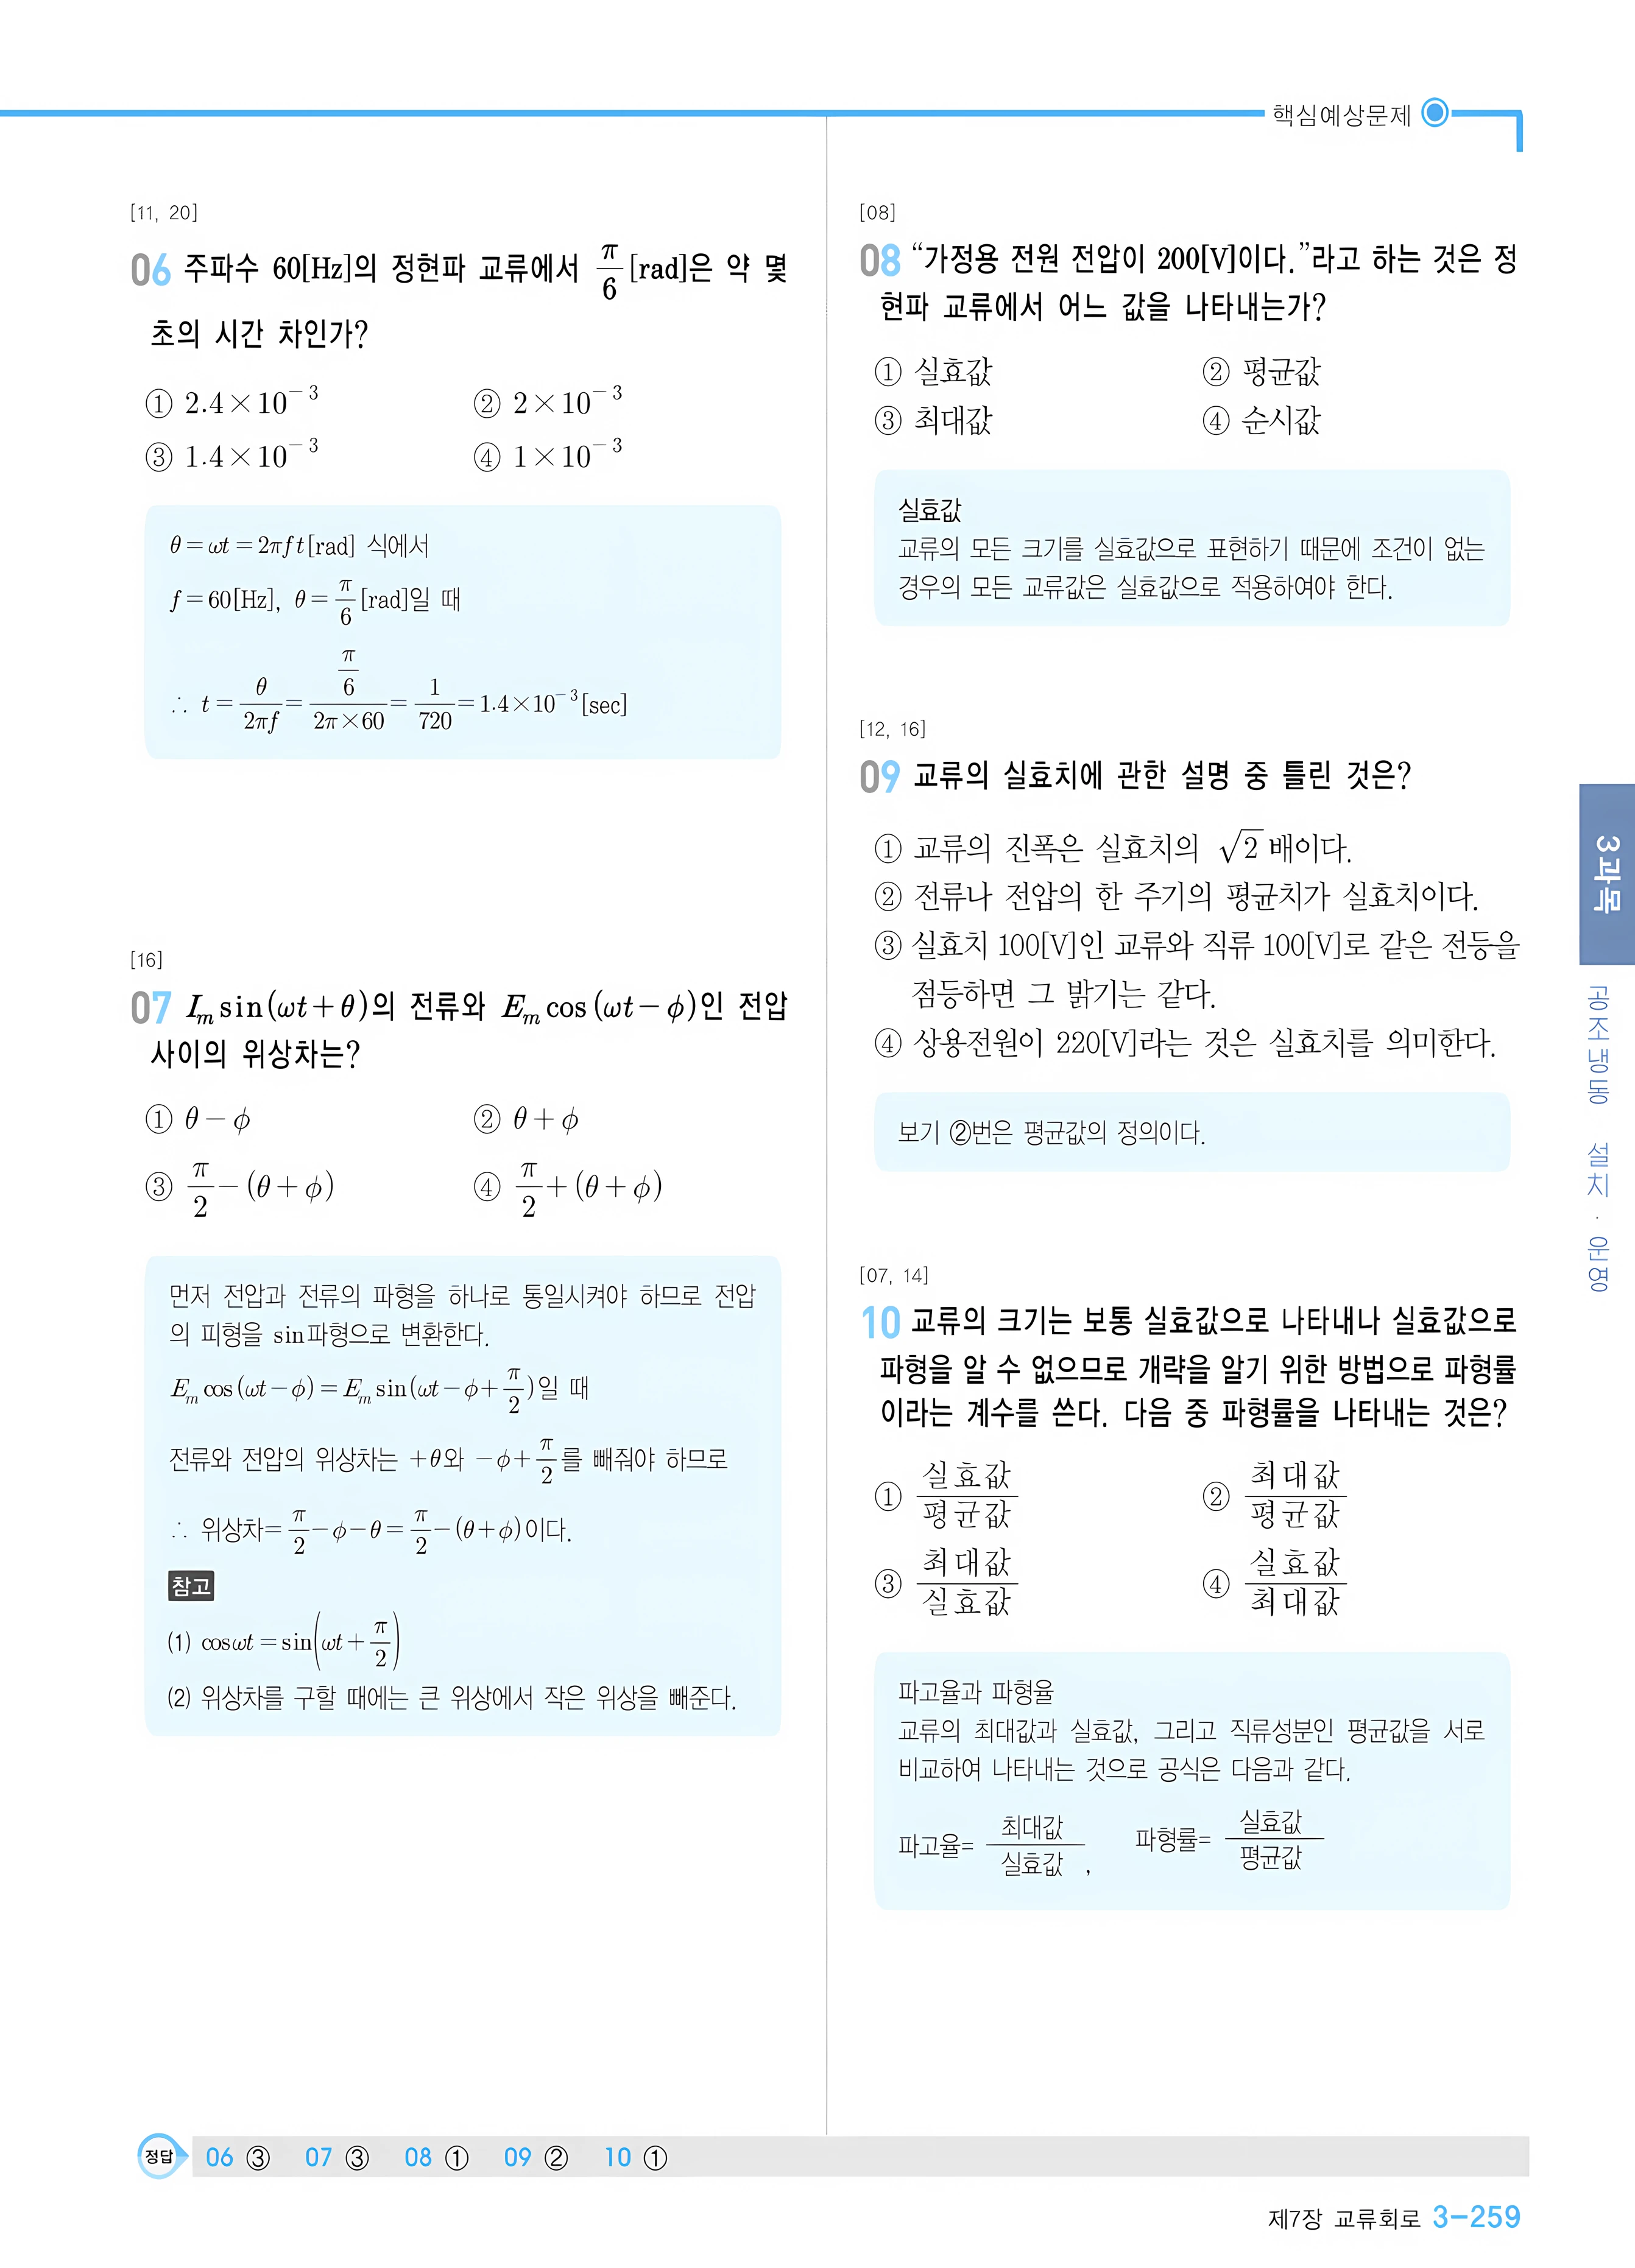 핵심예상문제
[11, 20]
06 주파수 60[Hz]의 정현파 교류에서 π/6 [rad]은 약 몇
초의 시간 차인가?
① 2.4×10⁻³ ② 2×10⁻³
③ 1.4×10⁻³ ④ 1×10⁻³
θ=ωt=2πft[rad] 식에서
f=60[Hz], θ=π/6[rad]일 때
∴ t=θ/2πf=(π/6)/(2π×60)=1/720=1.4×10⁻³[sec]
[16]
07 Iₘsin(ωt+θ)의 전류와 Eₘcos(ωt−φ)인 전압
사이의 위상차는?
① θ−φ ② θ+φ
③ π/2−(θ+φ) ④ π/2+(θ+φ)
먼저 전압과 전류의 파형을 하나로 통일시켜야 하므로 전압
의 피형을 sin파형으로 변환한다.
Eₘcos(ωt−φ)=Eₘsin(ωt−φ+π/2)일 때
전류와 전압의 위상차는 +θ와 −φ+π/2를 빼줘야 하므로
∴ 위상차=π/2−φ−θ=π/2−(θ+φ)이다.
참고
(1) cosωt=sin(ωt+π/2)
(2) 위상차를 구할 때에는 큰 위상에서 작은 위상을 빼준다.
[08]
08 “가정용 전원 전압이 200[V]이다.”라고 하는 것은 정
현파 교류에서 어느 값을 나타내는가?
① 실효값 ② 평균값
③ 최대값 ④ 순시값
실효값
교류의 모든 크기를 실효값으로 표현하기 때문에 조건이 없는
경우의 모든 교류값은 실효값으로 적용하여야 한다.
[12, 16]
09 교류의 실효치에 관한 설명 중 틀린 것은?
① 교류의 진폭은 실효치의 √2 배이다.
② 전류나 전압의 한 주기의 평균치가 실효치이다.
③ 실효치 100[V]인 교류와 직류 100[V]로 같은 전등을
점등하면 그 밝기는 같다.
④ 상용전원이 220[V]라는 것은 실효치를 의미한다.
보기 ②번은 평균값의 정의이다.
[07, 14]
10 교류의 크기는 보통 실효값으로 나타내나 실효값으로
파형을 알 수 없으므로 개략을 알기 위한 방법으로 파형률
이라는 계수를 쓴다. 다음 중 파형률을 나타내는 것은?
① 실효값/평균값 ② 최대값/평균값
③ 최대값/실효값 ④ 실효값/최대값
파고율과 파형율
교류의 최대값과 실효값, 그리고 직류성분인 평균값을 서로
비교하여 나타내는 것으로 공식은 다음과 같다.
파고율=최대값/실효값, 파형률=실효값/평균값
3과목
공조냉동 설치·운영
정답 06 ③ 07 ③ 08 ① 09 ② 10 ①
제7장 교류회로 3-259